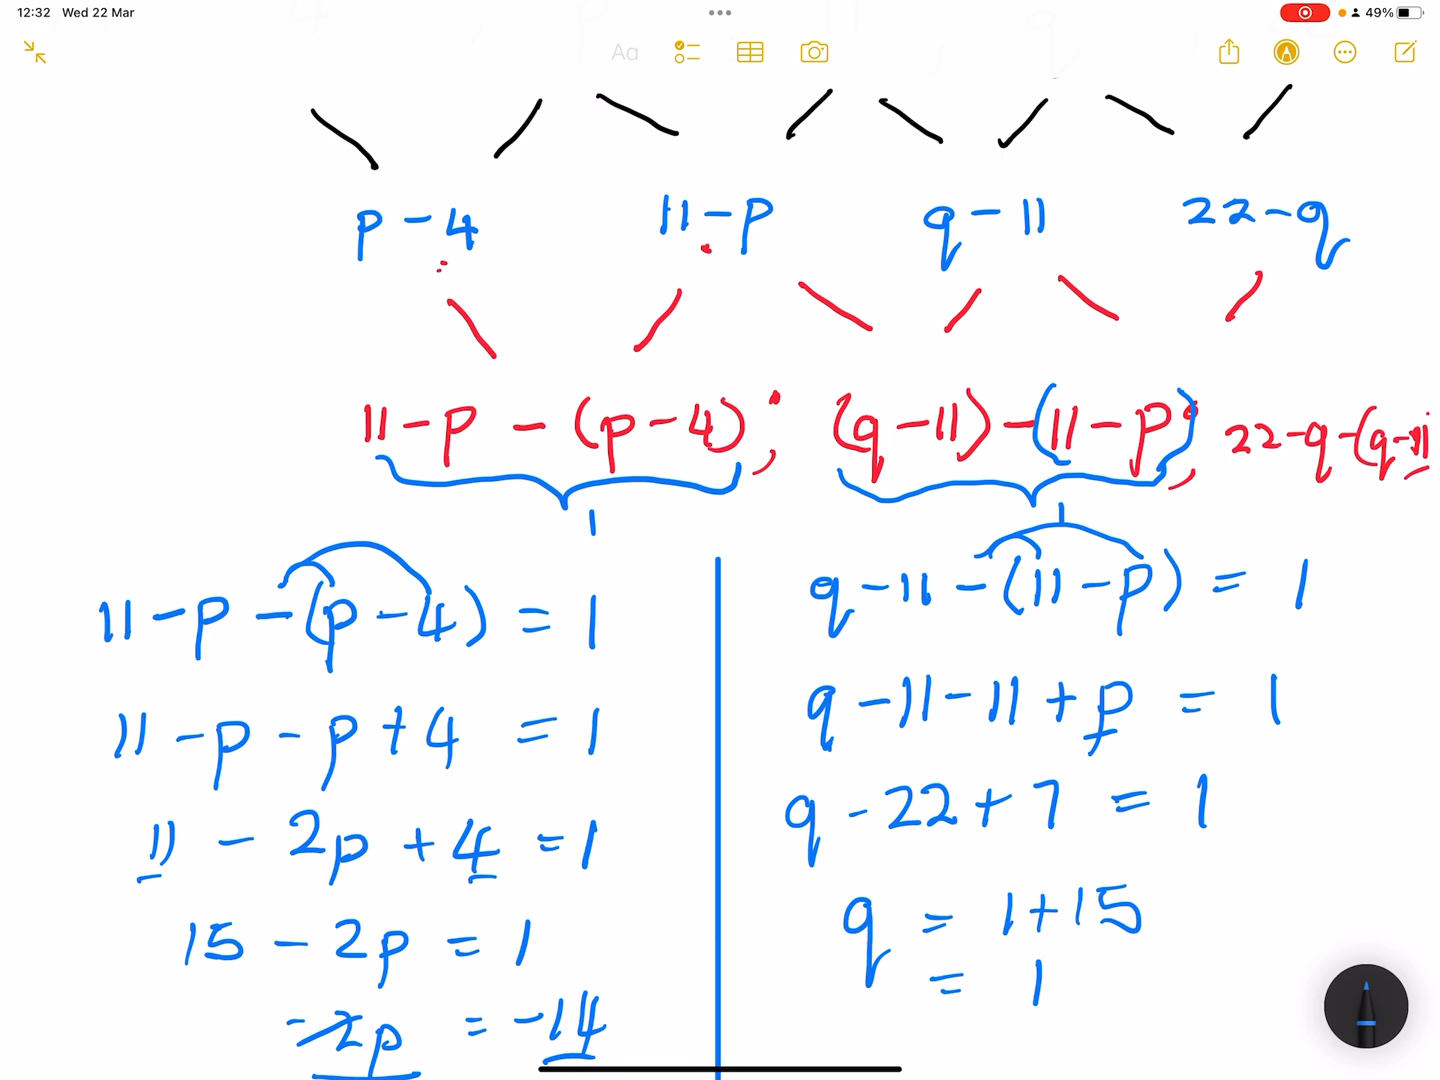 12:32 Wed 22 Mar
49%
Aa
p - 4 11 - p q - 11 22 - q
11 - p - (p - 4) ; (q - 11) - (11 - p) , 22 - q - (q - 11
1 1
11 - p - (p - 4) = 1
11 - p - p + 4 = 1
11 - 2p + 4 = 1
15 - 2p = 1
-2p = -14
q - 11 - (11 - p) = 1
q - 11 - 11 + p = 1
q - 22 + 7 = 1
q = 1 + 15
= 1